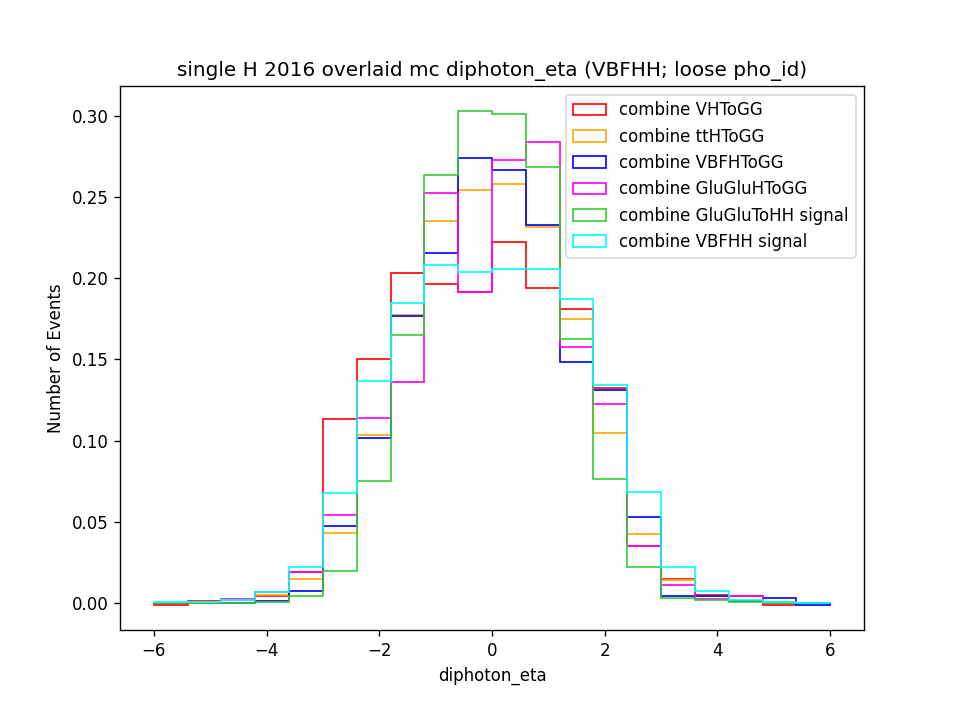 single H 2016 overlaid mc diphoton_eta (VBFHH; loose pho_id)
combine VHToGG
combine ttHToGG
combine VBFHToGG
combine GluGluHToGG
combine GluGluToHH signal
combine VBFHH signal
Number of Events
0.30
0.25
0.20
0.15
0.10
0.05
0.00
−6 −4 −2 0 2 4 6
diphoton_eta